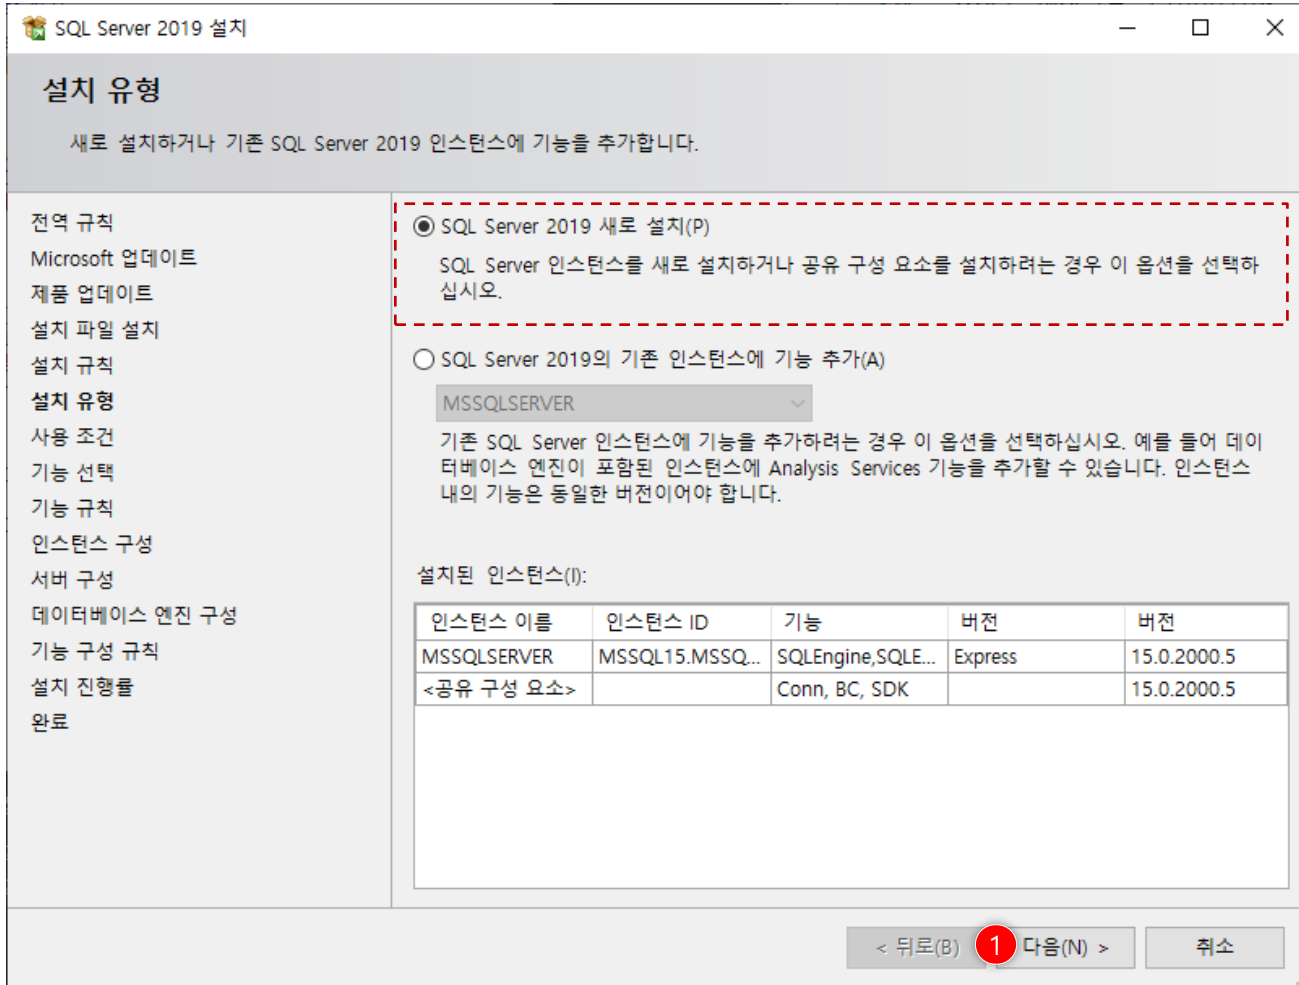 SQL Server 2019 설치
설치 유형
새로 설치하거나 기존 SQL Server 2019 인스턴스에 기능을 추가합니다.
전역 규칙
Microsoft 업데이트
제품 업데이트
설치 파일 설치
설치 규칙
설치 유형
사용 조건
기능 선택
기능 규칙
인스턴스 구성
서버 구성
데이터베이스 엔진 구성
기능 구성 규칙
설치 진행률
완료
SQL Server 2019 새로 설치(P)
SQL Server 인스턴스를 새로 설치하거나 공유 구성 요소를 설치하려는 경우 이 옵션을 선택하
십시오.
SQL Server 2019의 기존 인스턴스에 기능 추가(A)
MSSQLSERVER
기존 SQL Server 인스턴스에 기능을 추가하려는 경우 이 옵션을 선택하십시오. 예를 들어 데이
터베이스 엔진이 포함된 인스턴스에 Analysis Services 기능을 추가할 수 있습니다. 인스턴스
내의 기능은 동일한 버전이어야 합니다.
설치된 인스턴스(I):
인스턴스 이름 인스턴스 ID 기능 버전 버전
MSSQLSERVER MSSQL15.MSSQ... SQLEngine,SQLE... Express 15.0.2000.5
<공유 구성 요소> Conn, BC, SDK 15.0.2000.5
< 뒤로(B) 1 다음(N) > 취소